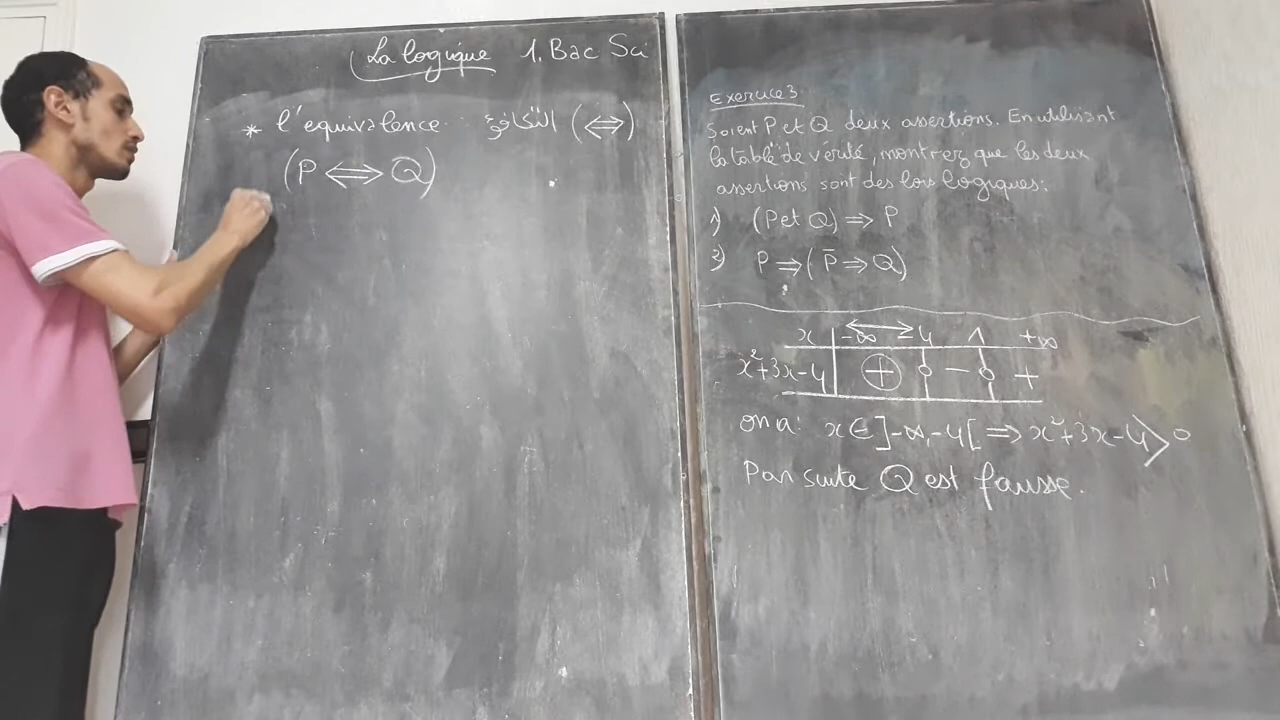 La logique 1. Bac Sci
* l'equivalence : التكافؤ (⟺)
(P ⟺ Q)
Exercice 3
Soient P et Q deux assertions. En utilisant
la table de vérité, montrez que les deux
assertions sont des lois logiques:
1) (P et Q) ⇒ P
2) P ⇒ (P̄ ⇒ Q)
x | -∞ -4 1 +∞
x²+3x-4 | + 0 - 0 +
on a: x ∈ ]-∞,-4[ ⇒ x²+3x-4 > 0
Par suite Q est fausse.